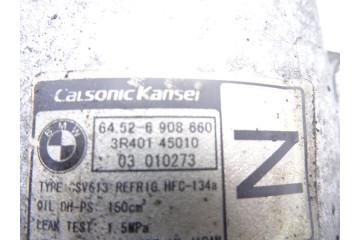 Calsonic Kansei
BMW
64.52-6 908 660
3R401 45010
03 010273
Z
TYPE CSV613 REFRIG. HFC-134a
OIL DH-PS: 150cm³
LEAK TEST: 1.5MPa